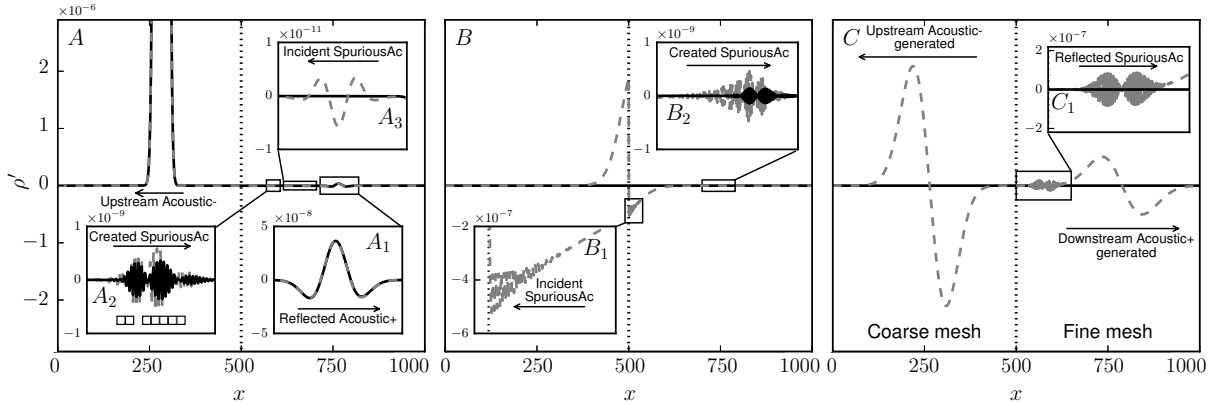 ×10⁻⁶
A
2
1
0
−1
−2
ρ′
0
250
500
750
1000
x
Upstream Acoustic-
×10⁻¹¹
1
0
−1
Incident SpuriousAc
A₃
×10⁻⁹
1
0
−1
Created SpuriousAc
A₂
×10⁻⁸
5
0
−5
A₁
Reflected Acoustic+
B
×10⁻⁹
1
0
−1
Created SpuriousAc
B₂
×10⁻⁷
−2
−4
−6
B₁
Incident
SpuriousAc
0
250
500
750
1000
x
C
Upstream Acoustic-
generated
×10⁻⁷
2
0
−2
Reflected SpuriousAc
C₁
Downstream Acoustic+
generated
Coarse mesh
Fine mesh
0
250
500
750
1000
x